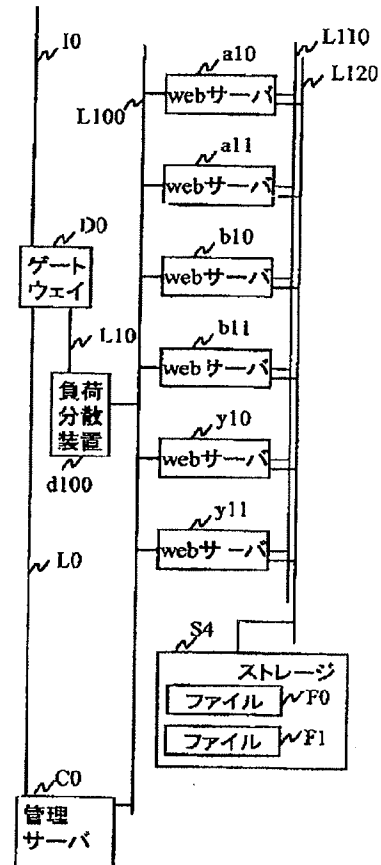 I0
L110
a10
L120
L100
webサーバ
a11
webサーバ
D0
b10
ゲート
ウェイ
webサーバ
L10
b11
負荷
分散
装置
webサーバ
d100
y10
webサーバ
y11
L0
webサーバ
S4
ストレージ
ファイル
F0
ファイル
F1
C0
管理
サーバ